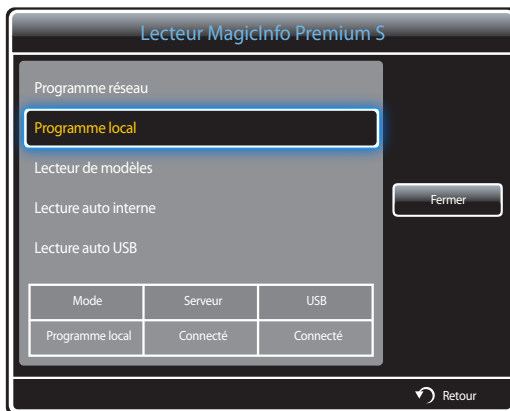 Lecteur MagicInfo Premium S
Programme réseau
Programme local
Lecteur de modèles
Lecture auto interne
Lecture auto USB
Fermer
Mode Serveur USB
Programme local Connecté Connecté
Retour